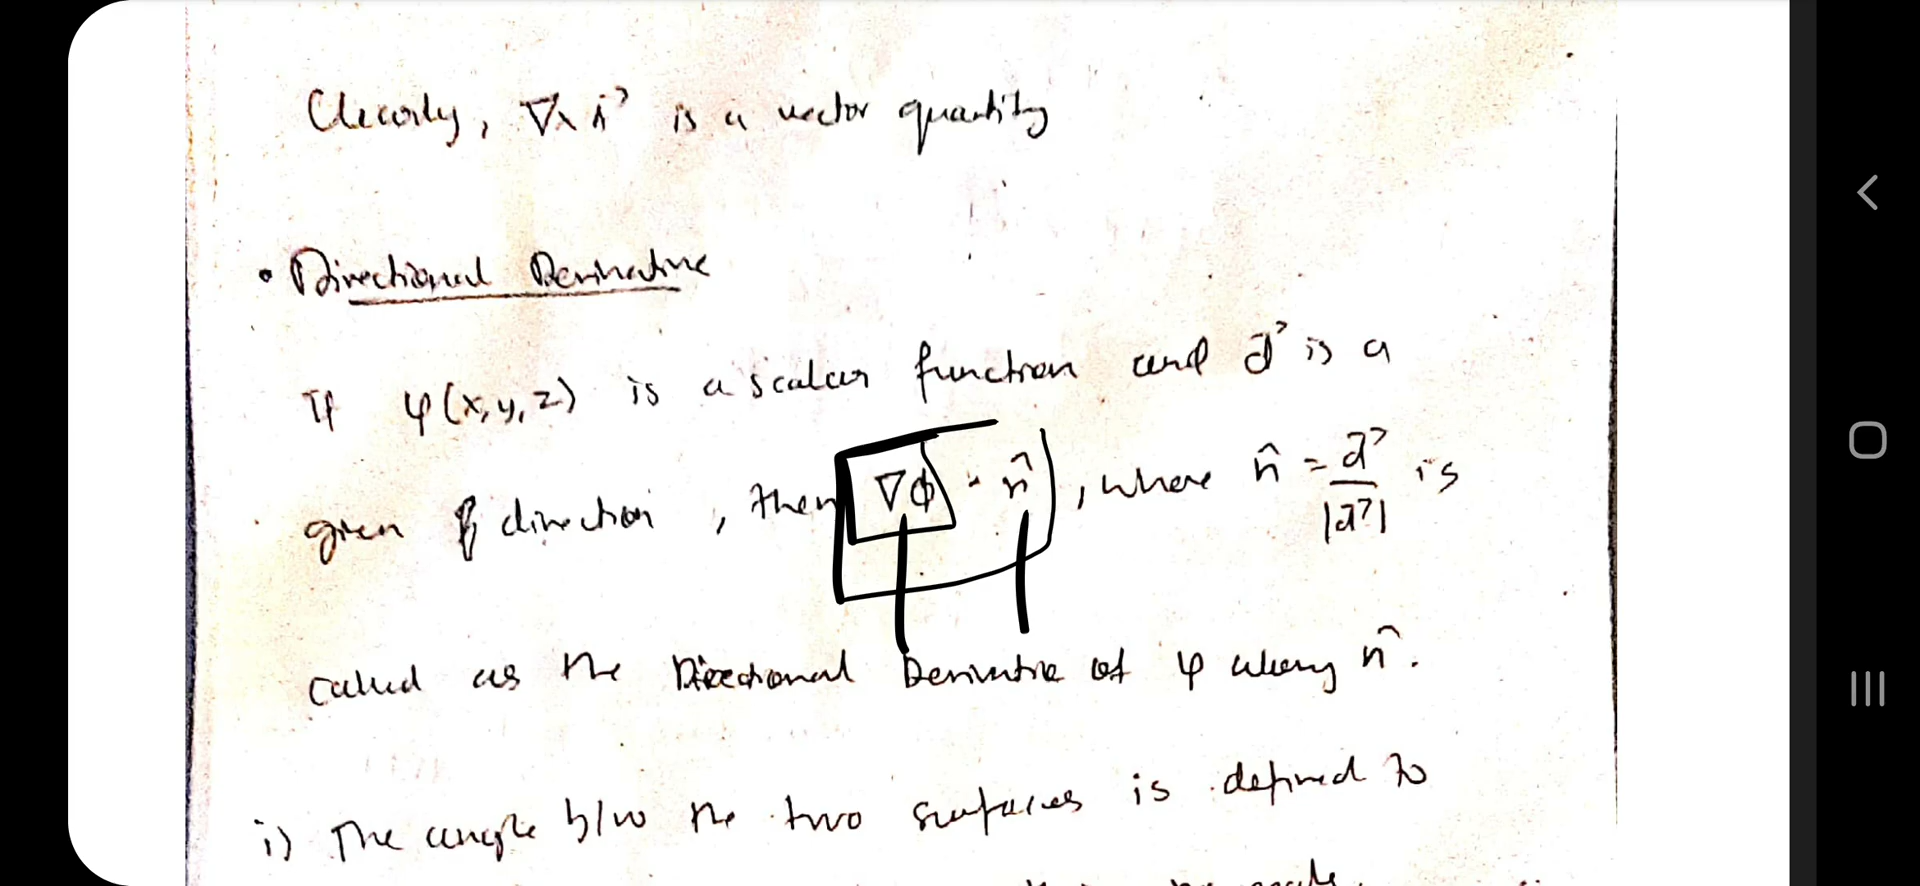 Clearly, ∇×A⃗ is a vector quantity
• Directional Derivative
If φ(x,y,z) is a scalar function and d⃗ is a
given direction, then ∇ϕ · n̂, where n̂ = d⃗/|d⃗| is
called as the Directional Derivative of φ along n̂.
i) The angle b/w the two surfaces is defined to